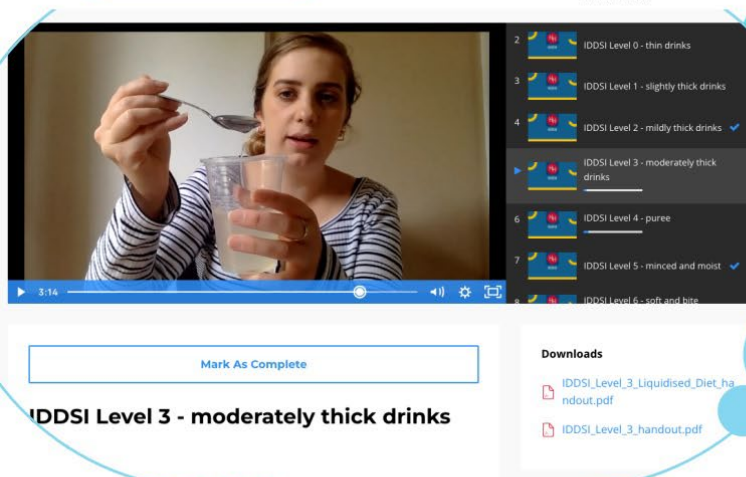 2
IDDSI Level 0 - thin drinks
3
IDDSI Level 1 - slightly thick drinks
4
IDDSI Level 2 - mildly thick drinks
IDDSI Level 3 - moderately thick
drinks
6
IDDSI Level 4 - puree
7
IDDSI Level 5 - minced and moist
8
IDDSI Level 6 - soft and bite
3:14
Mark As Complete
IDDSI Level 3 - moderately thick drinks
Downloads
IDDSI_Level_3_Liquidised_Diet_ha
ndout.pdf
IDDSI_Level_3_handout.pdf